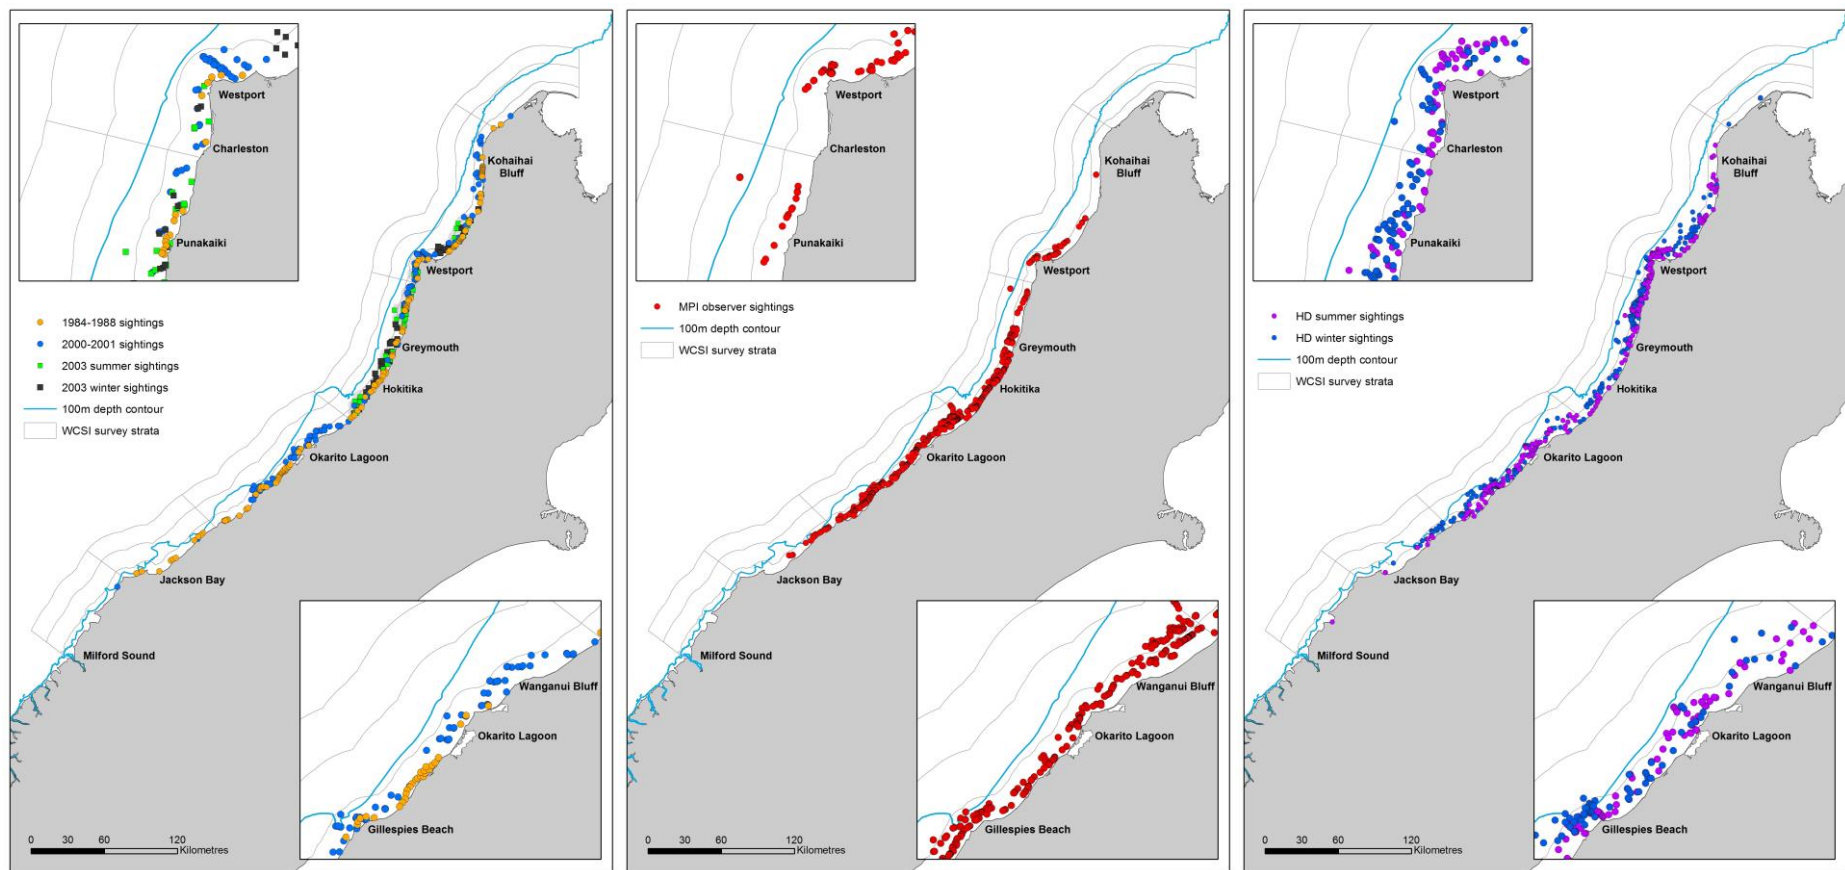 Westport
Charleston
Punakaiki
1984-1988 sightings
2000-2001 sightings
2003 summer sightings
2003 winter sightings
100m depth contour
WCSI survey strata
Kohaihai
Bluff
Westport
Greymouth
Hokitika
Okarito Lagoon
Jackson Bay
Milford Sound
Wanganui Bluff
Okarito Lagoon
Gillespies Beach
0 30 60 120
Kilometres
Westport
Charleston
Punakaiki
MPI observer sightings
100m depth contour
WCSI survey strata
Kohaihai
Bluff
Westport
Greymouth
Hokitika
Okarito Lagoon
Jackson Bay
Milford Sound
Wanganui Bluff
Okarito Lagoon
Gillespies Beach
0 30 60 120
Kilometres
Westport
Charleston
Punakaiki
HD summer sightings
HD winter sightings
100m depth contour
WCSI survey strata
Kohaihai
Bluff
Westport
Greymouth
Hokitika
Okarito Lagoon
Jackson Bay
Milford Sound
Wanganui Bluff
Okarito Lagoon
Gillespies Beach
0 30 60 120
Kilometres